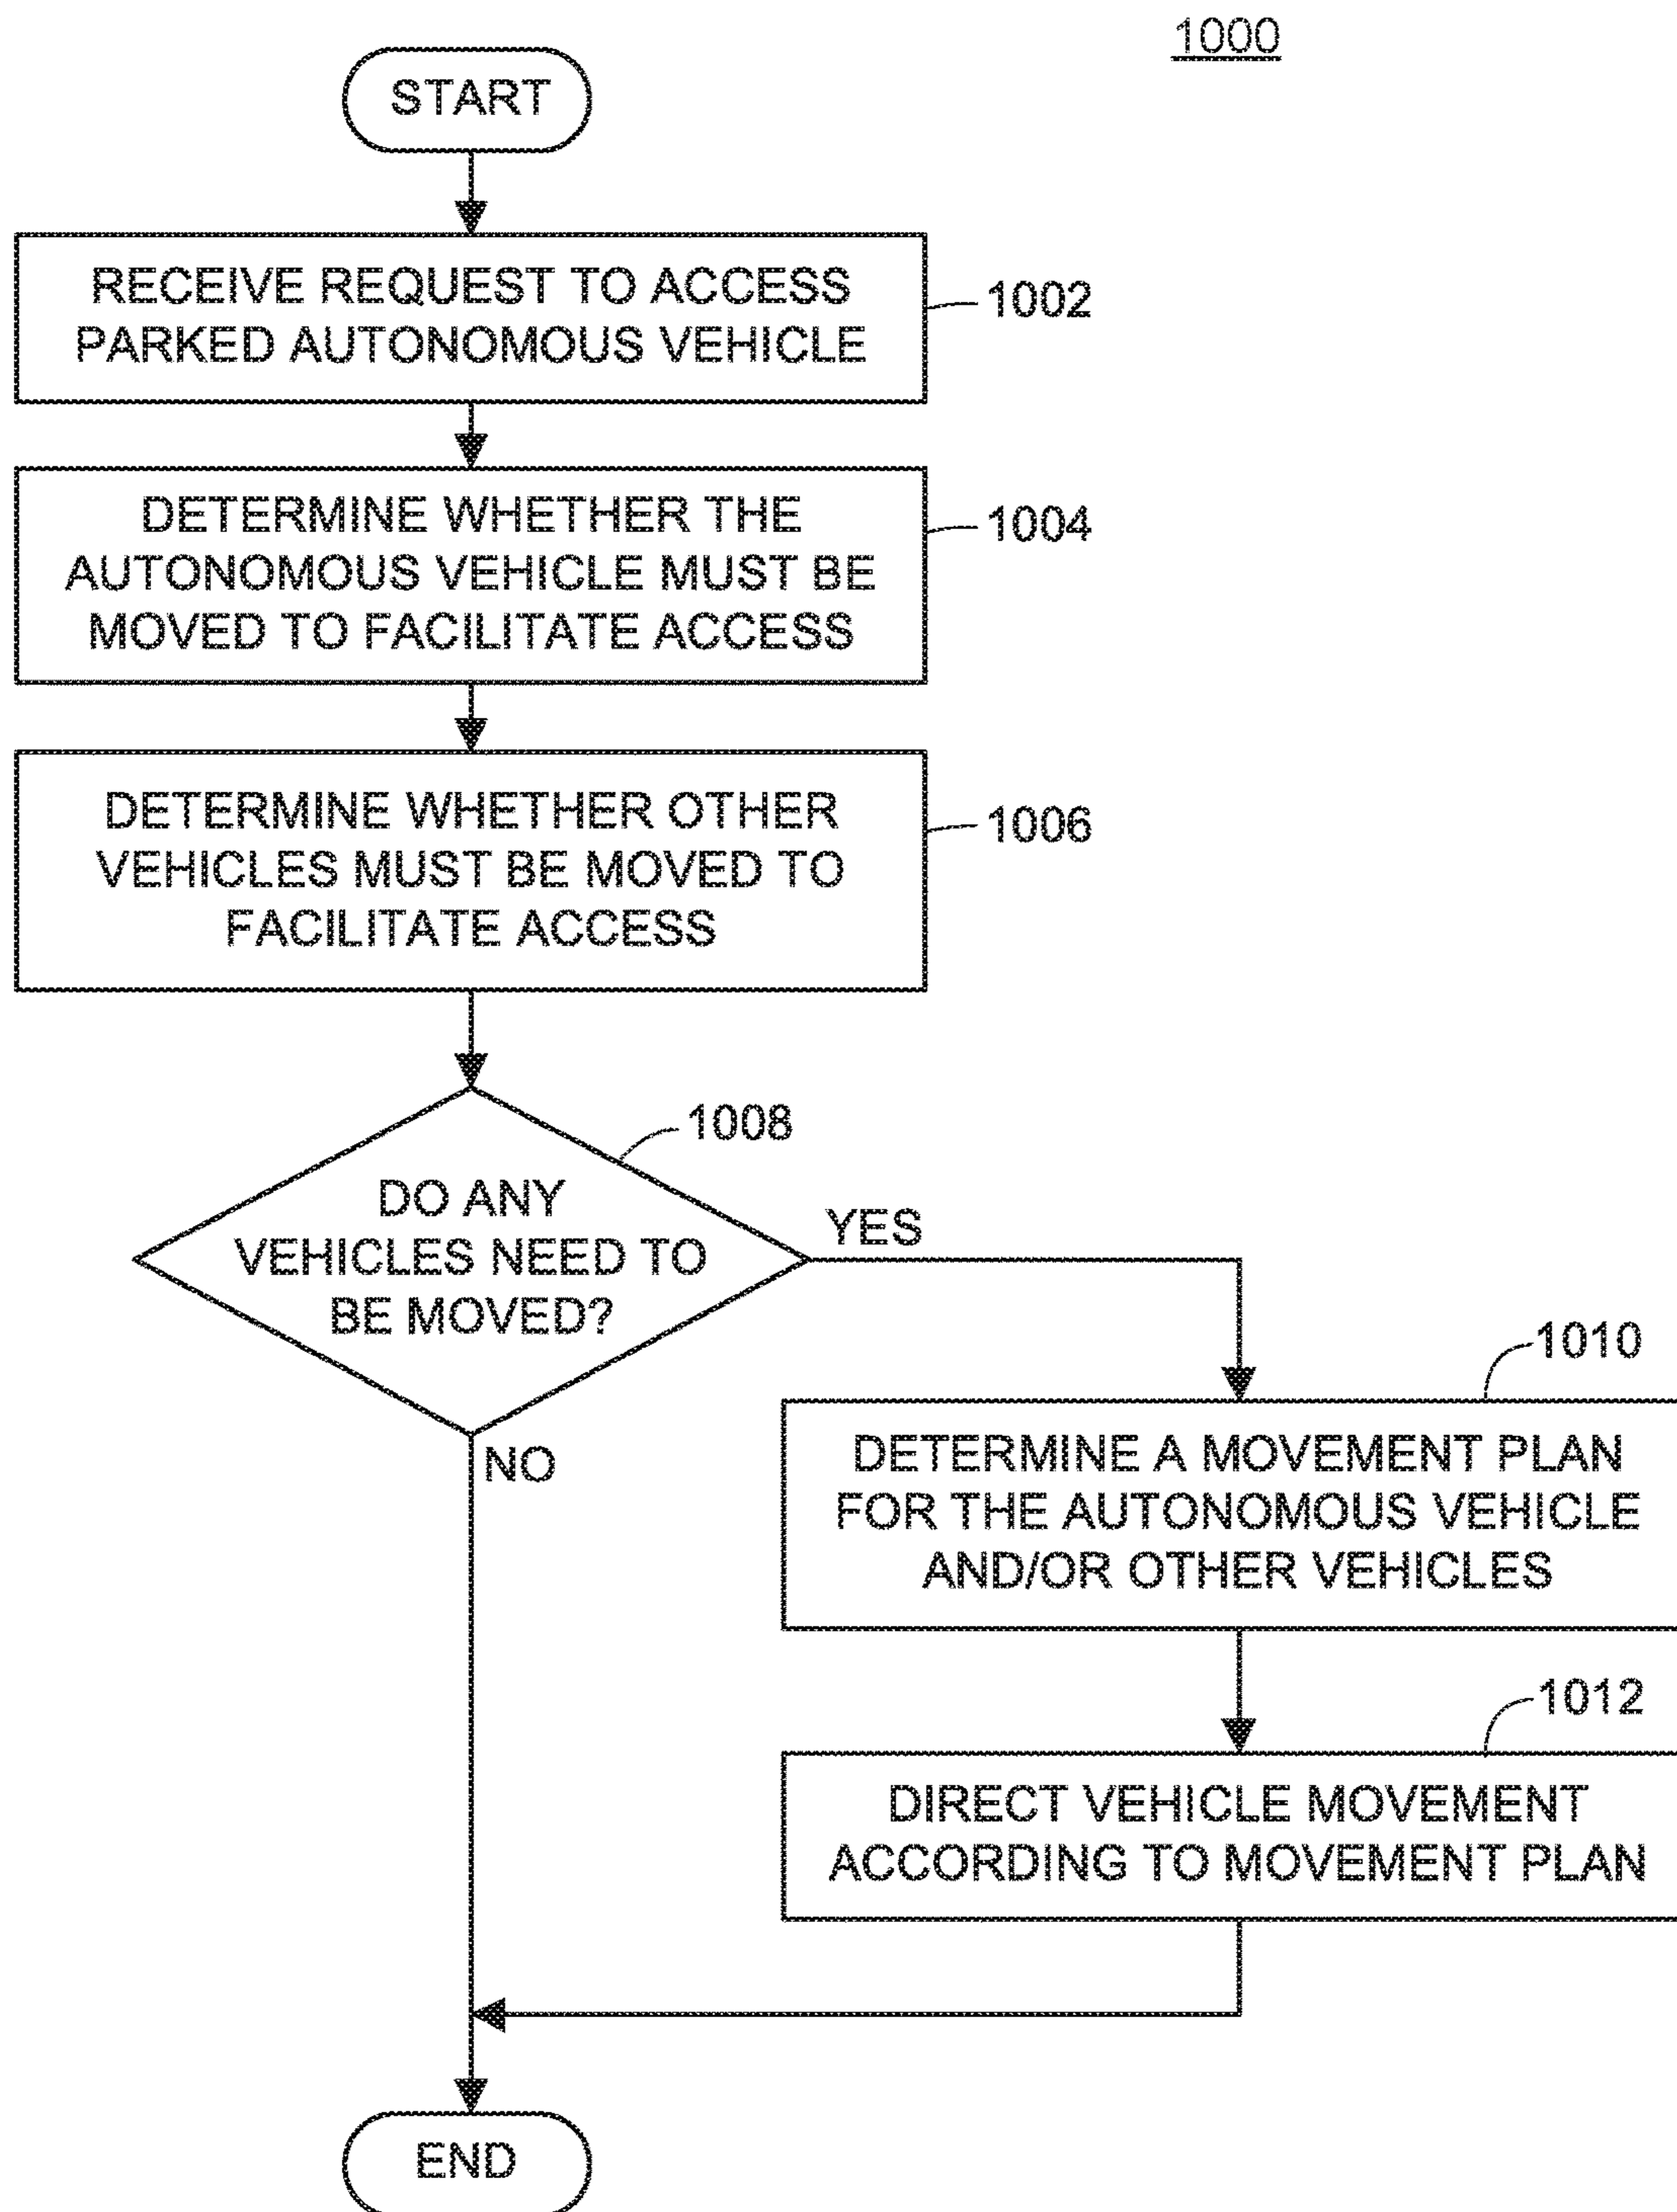 1000
START
RECEIVE REQUEST TO ACCESS
PARKED AUTONOMOUS VEHICLE
1002
DETERMINE WHETHER THE
AUTONOMOUS VEHICLE MUST BE
MOVED TO FACILITATE ACCESS
1004
DETERMINE WHETHER OTHER
VEHICLES MUST BE MOVED TO
FACILITATE ACCESS
1006
DO ANY
VEHICLES NEED TO
BE MOVED?
1008
YES
NO
1010
DETERMINE A MOVEMENT PLAN
FOR THE AUTONOMOUS VEHICLE
AND/OR OTHER VEHICLES
1012
DIRECT VEHICLE MOVEMENT
ACCORDING TO MOVEMENT PLAN
END